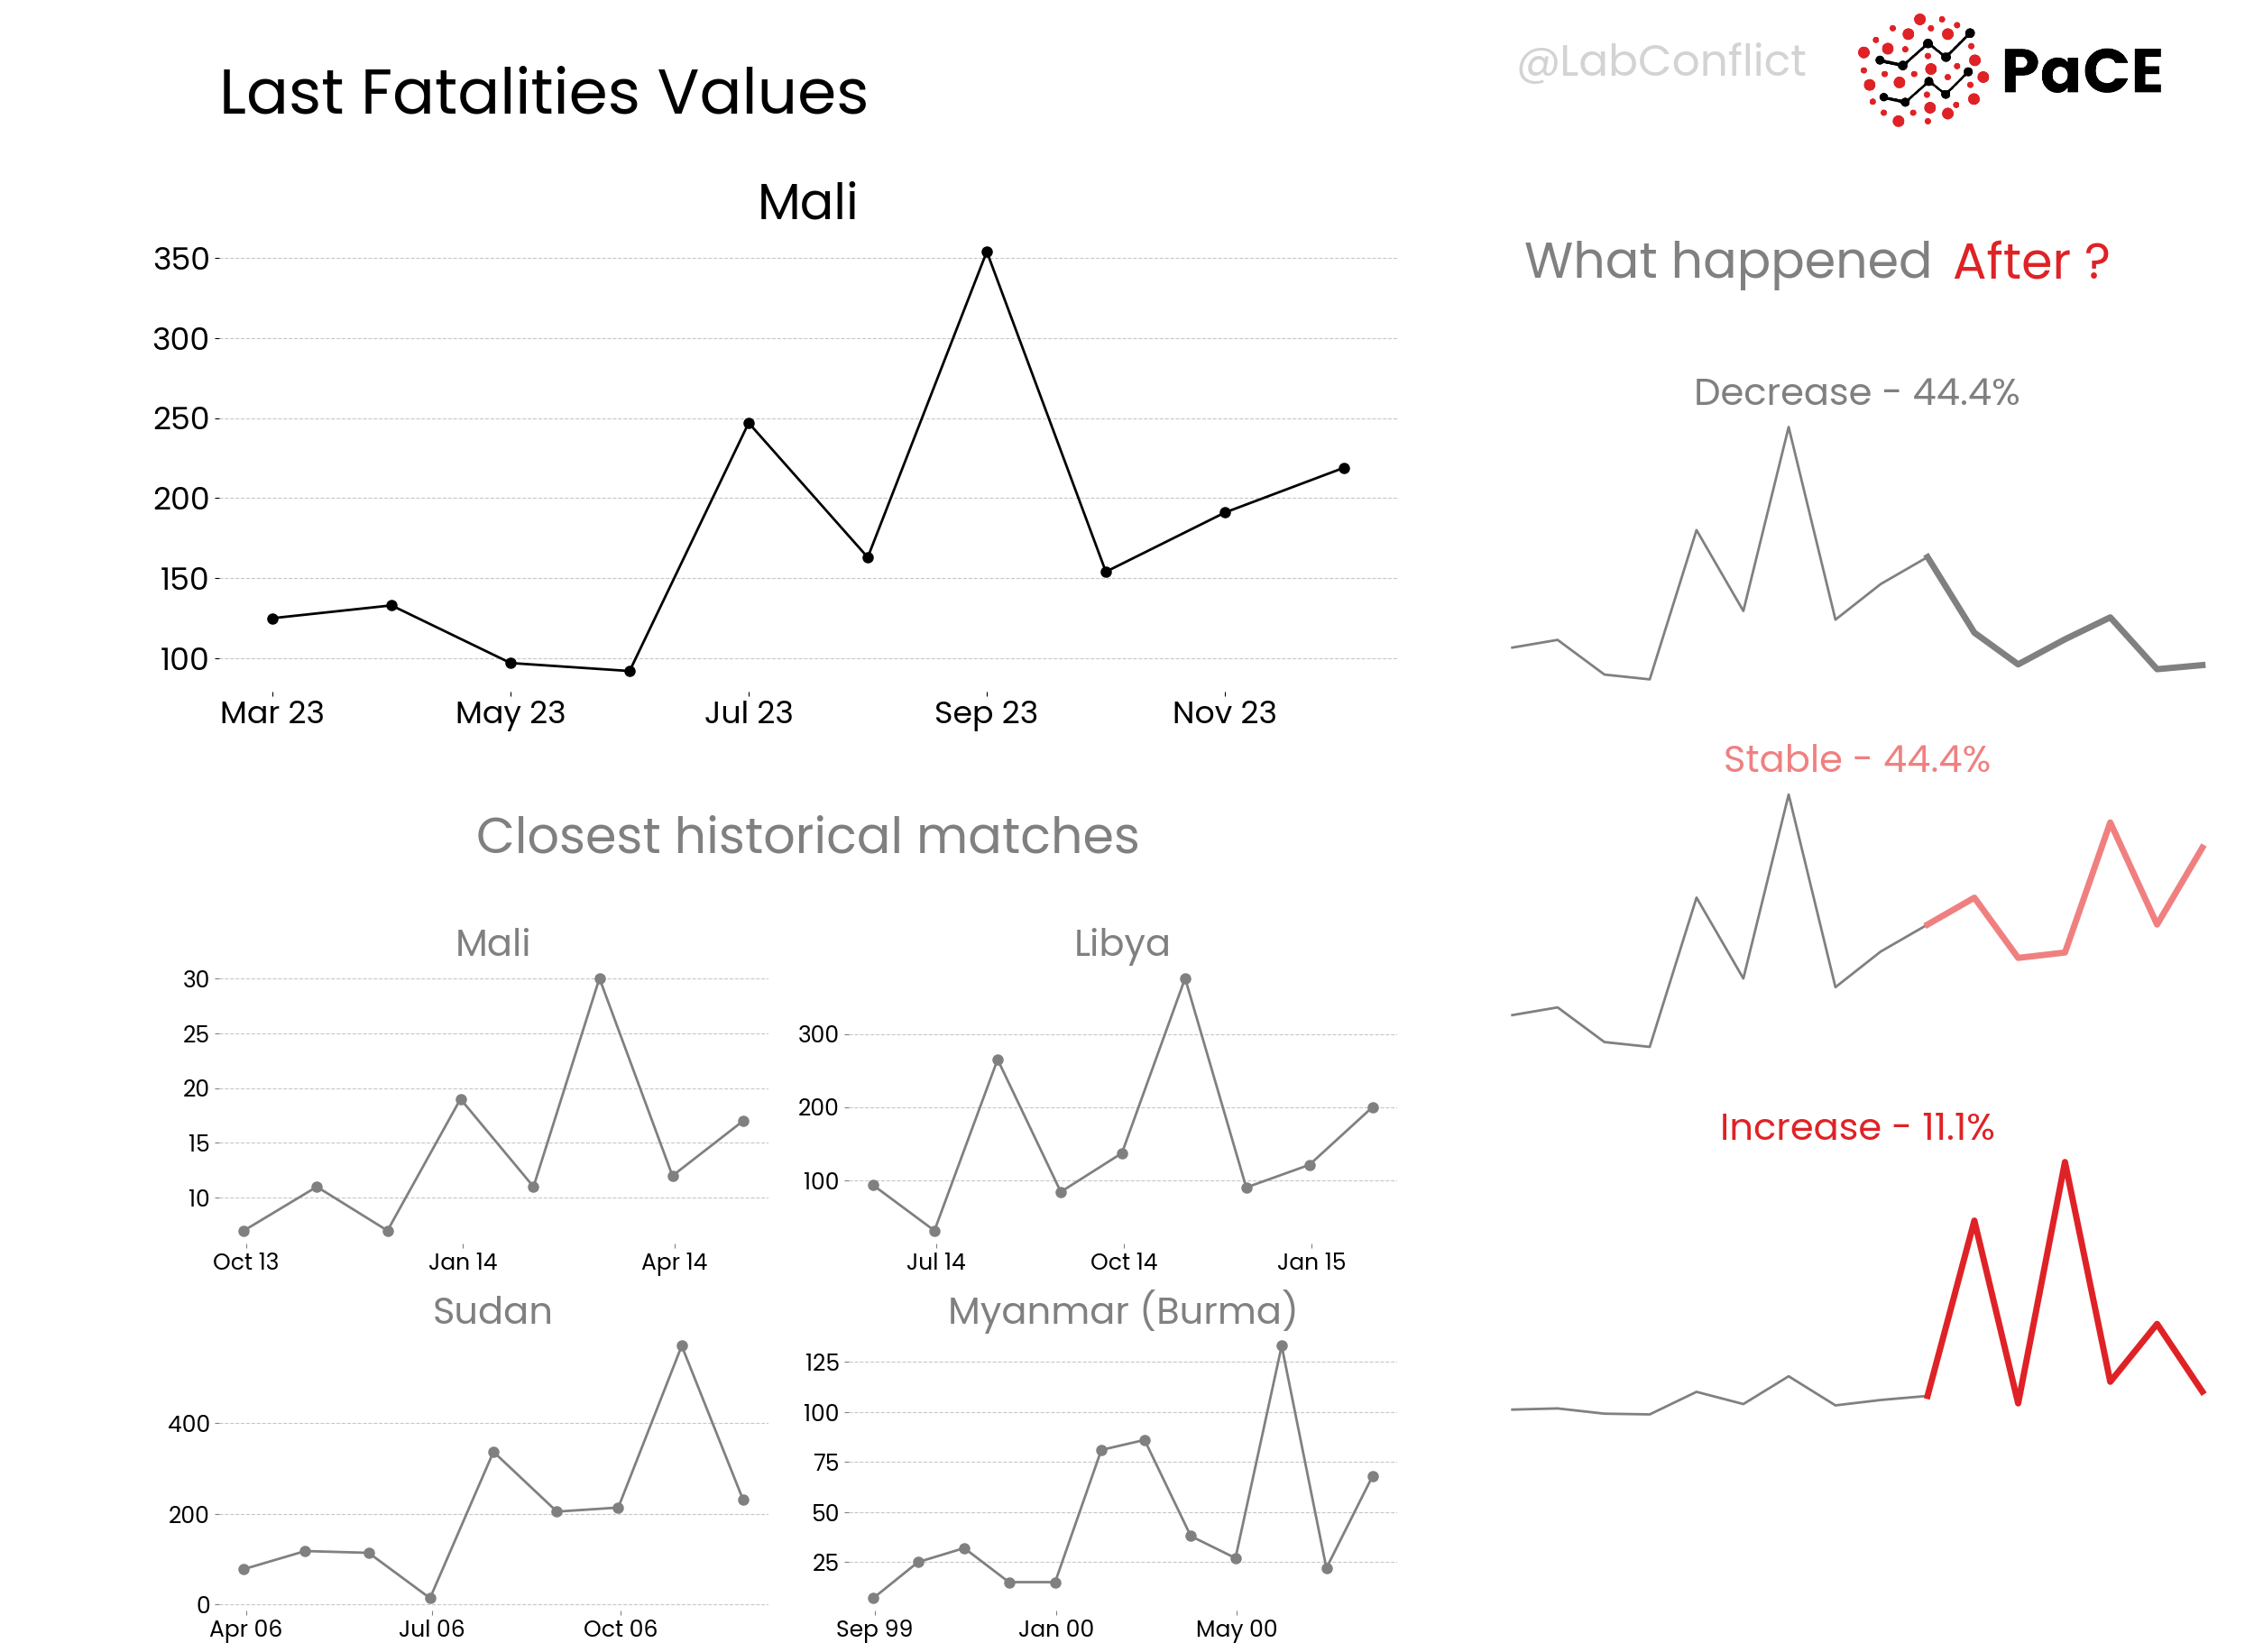 @LabConflict
PaCE
Last Fatalities Values
Mali
350
300
250
200
150
100
Mar 23 May 23 Jul 23 Sep 23 Nov 23
What happened After ?
Decrease - 44.4%
Stable - 44.4%
Increase - 11.1%
Closest historical matches
Mali
30
25
20
15
10
Oct 13 Jan 14 Apr 14
Libya
300
200
100
Jul 14 Oct 14 Jan 15
Sudan
400
200
0
Apr 06 Jul 06 Oct 06
Myanmar (Burma)
125
100
75
50
25
Sep 99 Jan 00 May 00